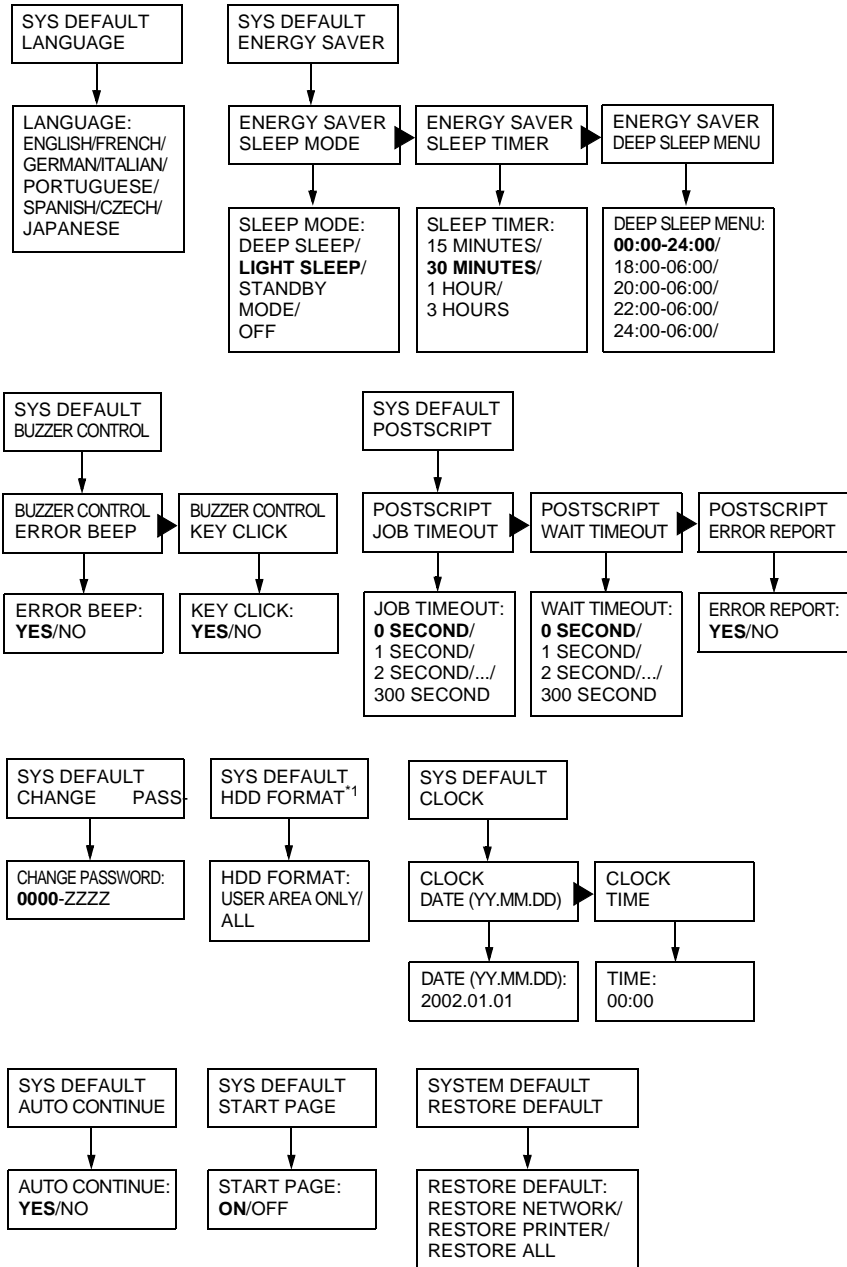 SYS DEFAULT
LANGUAGE
LANGUAGE:
ENGLISH/FRENCH/
GERMAN/ITALIAN/
PORTUGUESE/
SPANISH/CZECH/
JAPANESE
SYS DEFAULT
ENERGY SAVER
ENERGY SAVER
SLEEP MODE
SLEEP MODE:
DEEP SLEEP/
LIGHT SLEEP/
STANDBY
MODE/
OFF
ENERGY SAVER
SLEEP TIMER
SLEEP TIMER:
15 MINUTES/
30 MINUTES/
1 HOUR/
3 HOURS
ENERGY SAVER
DEEP SLEEP MENU
DEEP SLEEP MENU:
00:00-24:00/
18:00-06:00/
20:00-06:00/
22:00-06:00/
24:00-06:00/
SYS DEFAULT
BUZZER CONTROL
BUZZER CONTROL
ERROR BEEP
ERROR BEEP:
YES/NO
BUZZER CONTROL
KEY CLICK
KEY CLICK:
YES/NO
SYS DEFAULT
POSTSCRIPT
POSTSCRIPT
JOB TIMEOUT
JOB TIMEOUT:
0 SECOND/
1 SECOND/
2 SECOND/.../
300 SECOND
POSTSCRIPT
WAIT TIMEOUT
WAIT TIMEOUT:
0 SECOND/
1 SECOND/
2 SECOND/.../
300 SECOND
POSTSCRIPT
ERROR REPORT
ERROR REPORT:
YES/NO
SYS DEFAULT
CHANGE PASS-
CHANGE PASSWORD:
0000-ZZZZ
SYS DEFAULT
HDD FORMAT*1
HDD FORMAT:
USER AREA ONLY/
ALL
SYS DEFAULT
CLOCK
CLOCK
DATE (YY.MM.DD)
DATE (YY.MM.DD):
2002.01.01
CLOCK
TIME
TIME:
00:00
SYS DEFAULT
AUTO CONTINUE
AUTO CONTINUE:
YES/NO
SYS DEFAULT
START PAGE
START PAGE:
ON/OFF
SYSTEM DEFAULT
RESTORE DEFAULT
RESTORE DEFAULT:
RESTORE NETWORK/
RESTORE PRINTER/
RESTORE ALL